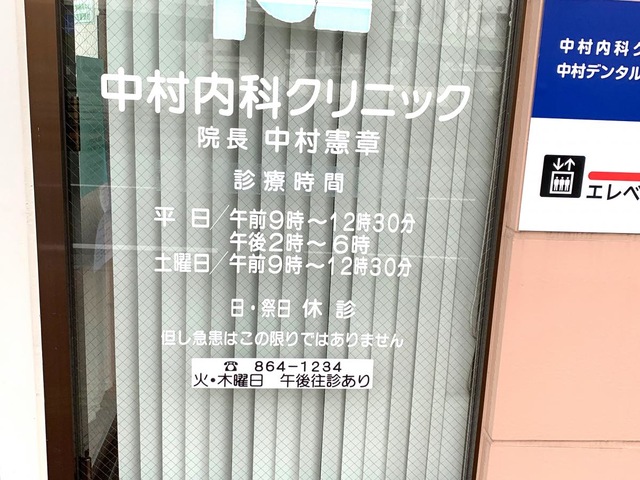 中村内科クリニック
院長 中村憲章
診療時間
平日/午前9時～12時30分
午後2時～6時
土曜日/午前9時～12時30分
日・祭日 休診
但し急患はこの限りではありません
☎ 864-1234
火・木曜日 午後往診あり
中村内科ク
中村デンタル
エレベ